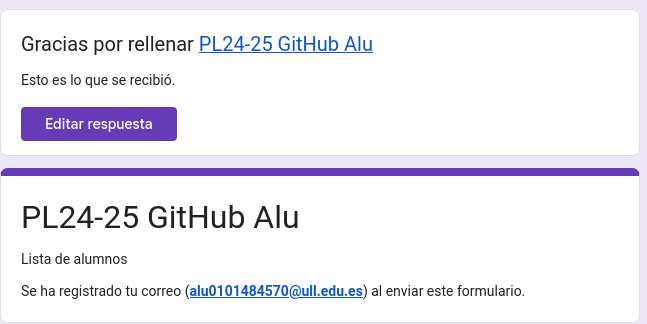 Gracias por rellenar PL24-25 GitHub Alu
Esto es lo que se recibió.
Editar respuesta
PL24-25 GitHub Alu
Lista de alumnos
Se ha registrado tu correo (alu0101484570@ull.edu.es) al enviar este formulario.